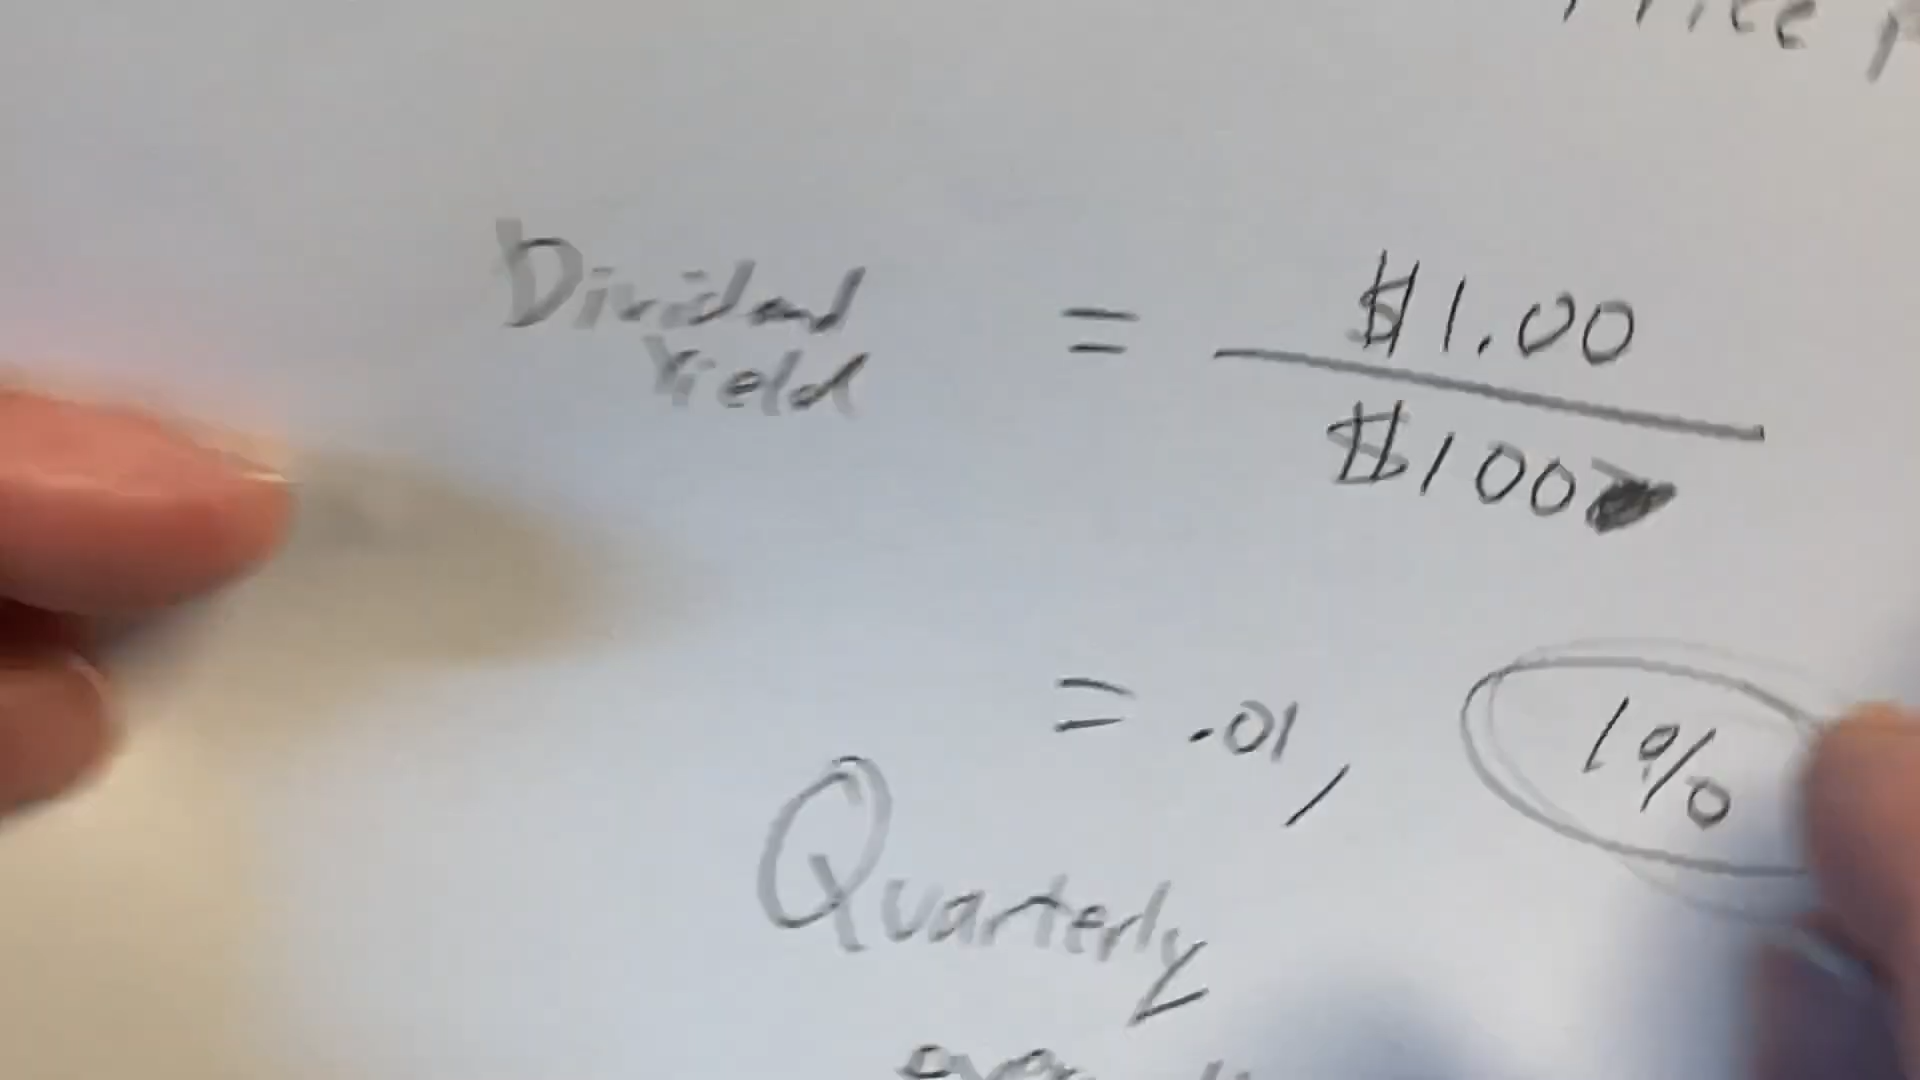 Dividend
Yield
= $1.00
$100
= .01, 1%
Quarterly